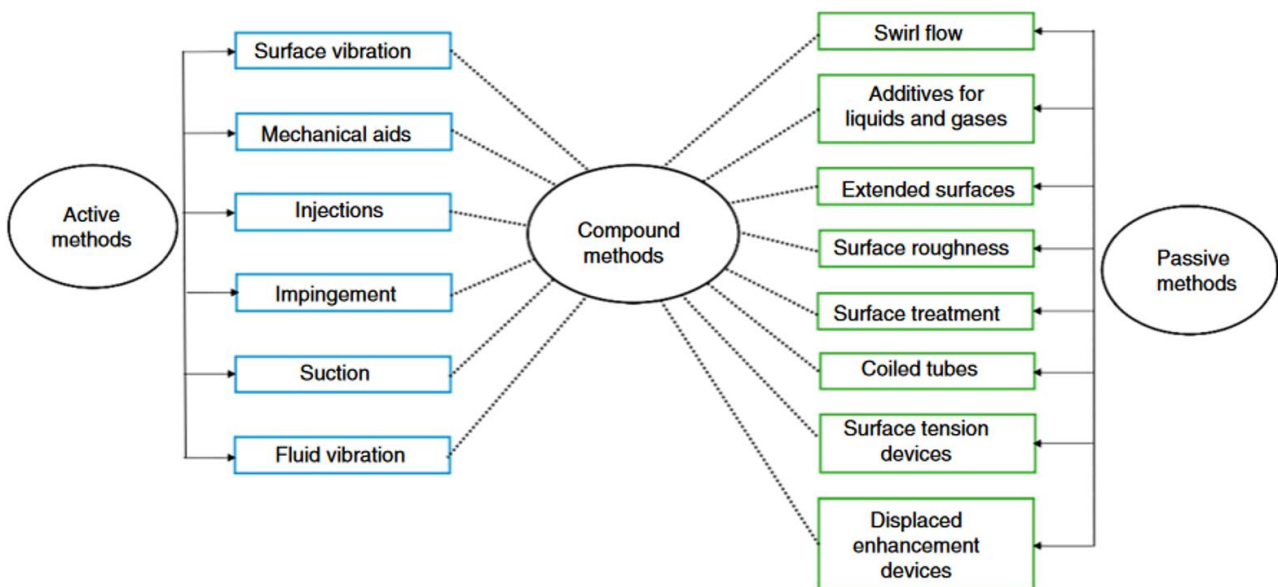 Active
methods
Surface vibration
Mechanical aids
Injections
Impingement
Suction
Fluid vibration
Compound
methods
Swirl flow
Additives for
liquids and gases
Extended surfaces
Surface roughness
Surface treatment
Coiled tubes
Surface tension
devices
Displaced
enhancement
devices
Passive
methods